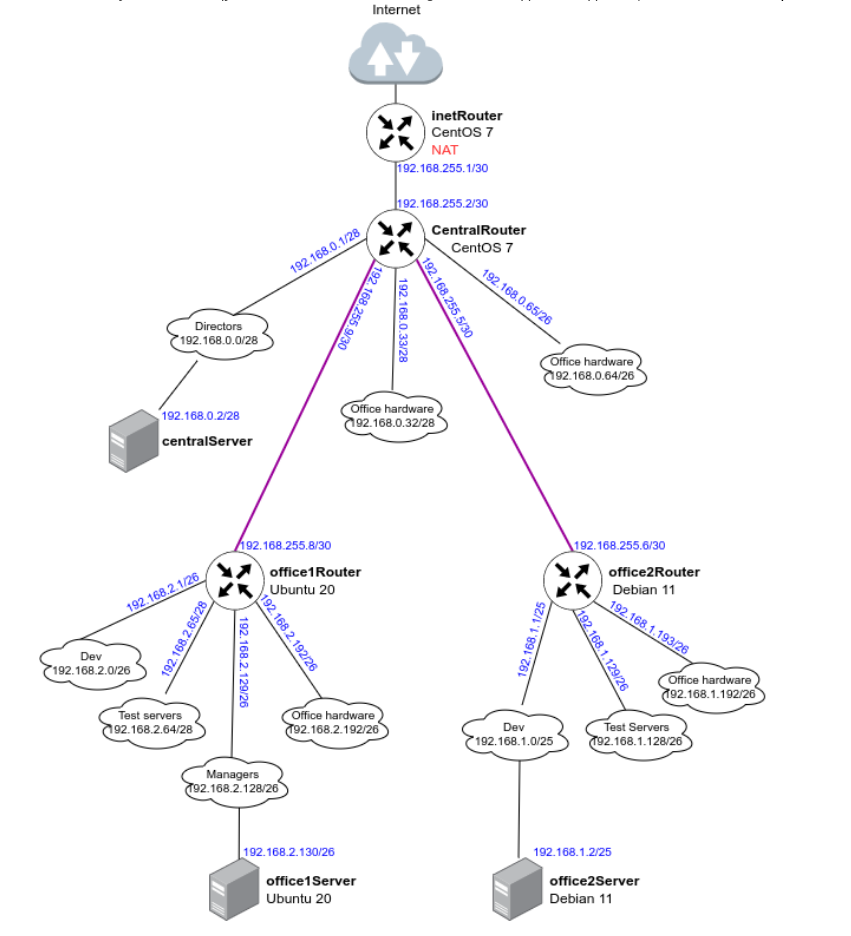 Internet
inetRouter
CentOS 7
NAT
192.168.255.1/30
192.168.255.2/30
CentralRouter
CentOS 7
192.168.0.1/28
192.168.255.9/30
192.168.0.33/28
192.168.255.5/30
192.168.0.65/26
Directors
192.168.0.0/28
Office hardware
192.168.0.64/26
Office hardware
192.168.0.32/28
192.168.0.2/28
centralServer
192.168.255.8/30
office1Router
Ubuntu 20
192.168.255.6/30
office2Router
Debian 11
192.168.2.1/26
192.168.2.65/28
192.168.2.129/26
192.168.2.192/26
192.168.1.1/25
192.168.1.129/26
192.168.1.193/26
Dev
192.168.2.0/26
Test servers
192.168.2.64/28
Office hardware
192.168.2.192/26
Managers
192.168.2.128/26
Office hardware
192.168.1.192/26
Dev
192.168.1.0/25
Test Servers
192.168.1.128/26
192.168.2.130/26
office1Server
Ubuntu 20
192.168.1.2/25
office2Server
Debian 11